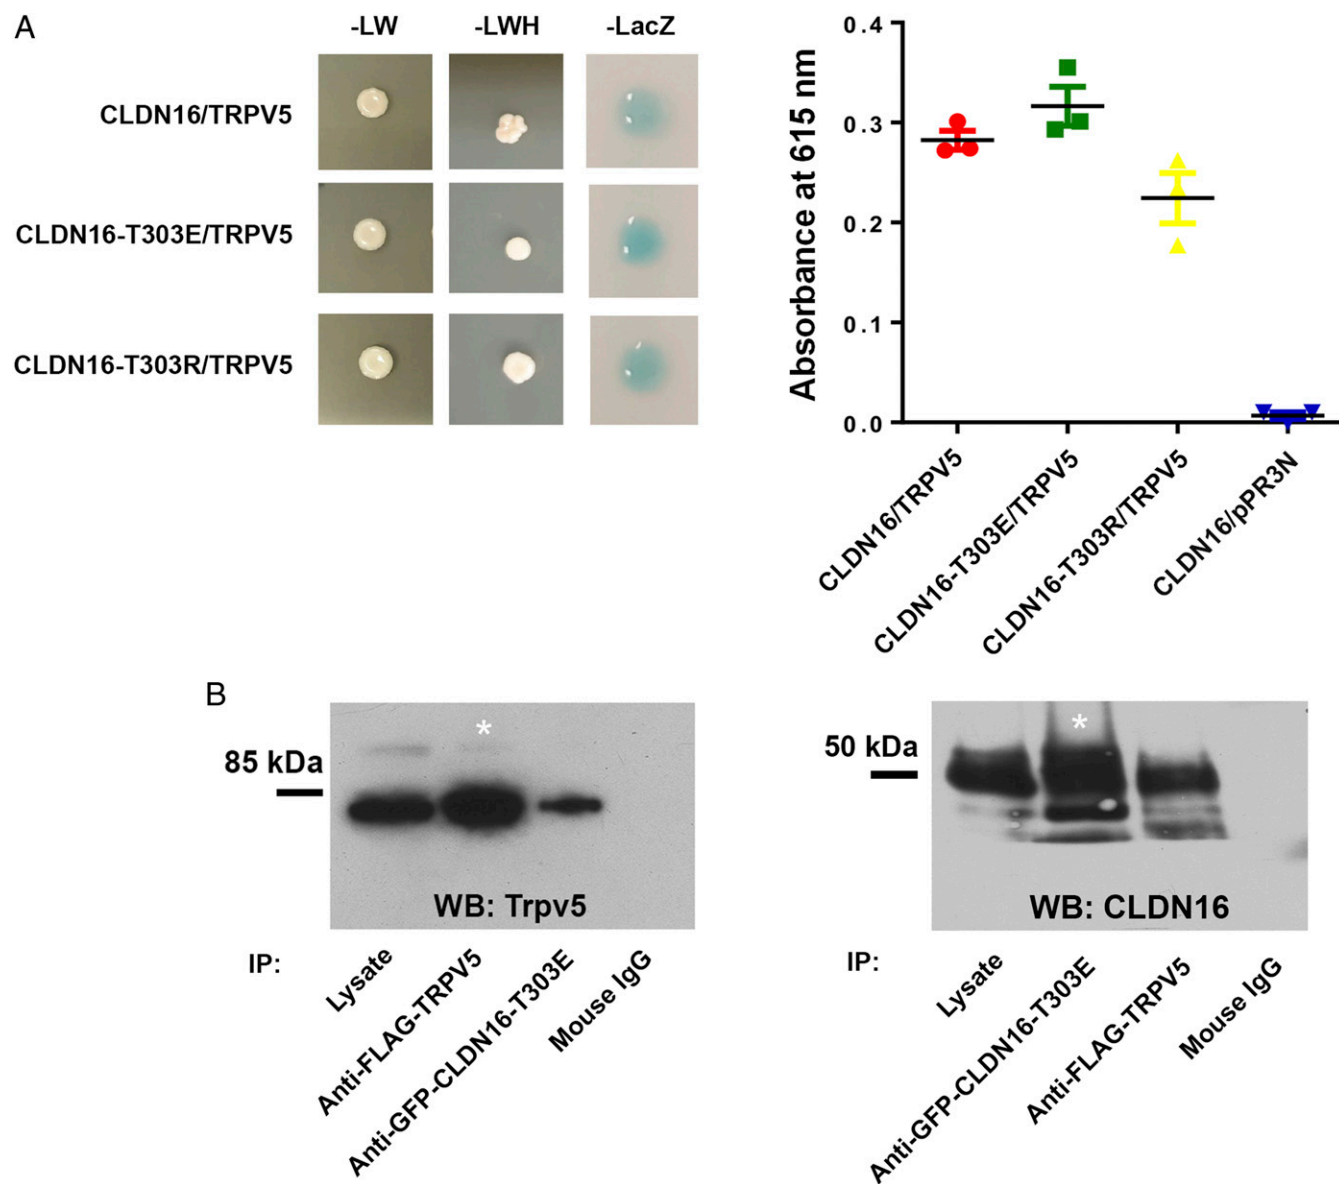 A
-LW
-LWH
-LacZ
CLDN16/TRPV5
CLDN16-T303E/TRPV5
CLDN16-T303R/TRPV5
Absorbance at 615 nm
0.4
0.3
0.2
0.1
0.0
CLDN16/TRPV5
CLDN16-T303E/TRPV5
CLDN16-T303R/TRPV5
CLDN16/pPR3N
B
85 kDa
*
WB: Trpv5
IP:
Lysate
Anti-FLAG-TRPV5
Anti-GFP-CLDN16-T303E
Mouse IgG
50 kDa
*
WB: CLDN16
IP:
Lysate
Anti-GFP-CLDN16-T303E
Anti-FLAG-TRPV5
Mouse IgG